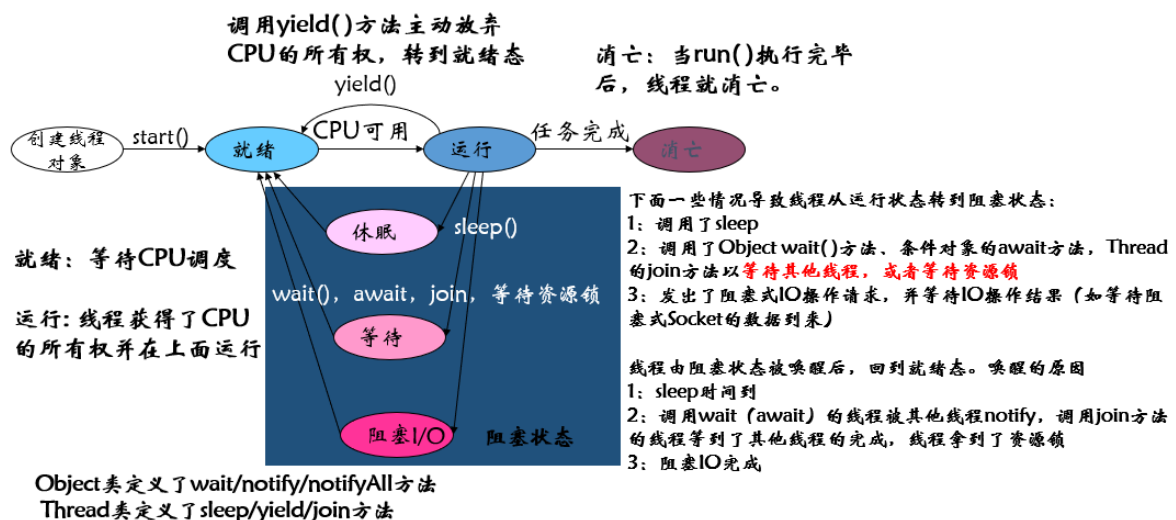 调用yield()方法主动放弃
CPU的所有权，转到就绪态
消亡：当run()执行完毕
后，线程就消亡。
yield()
创建线程
对象
start()
就绪
CPU可用
运行
任务完成
消亡
休眠
sleep()
就绪：等待CPU调度
wait()，await，join，等待资源锁
运行：线程获得了CPU
的所有权并在上面运行
等待
阻塞I/O
阻塞状态
下面一些情况导致线程从运行状态转到阻塞状态：
1：调用了sleep
2：调用了Object wait()方法、条件对象的await方法，Thread
的join方法以等待其他线程，或者等待资源锁
3：发出了阻塞式IO操作请求，并等待IO操作结果（如等待阻
塞式Socket的数据到来）
线程由阻塞状态被唤醒后，回到就绪态。唤醒的原因
1：sleep时间到
2：调用wait（await）的线程被其他线程notify，调用join方法
的线程等到了其他线程的完成，线程拿到了资源锁
3：阻塞IO完成
Object类定义了wait/notify/notifyAll方法
Thread类定义了sleep/yield/join方法